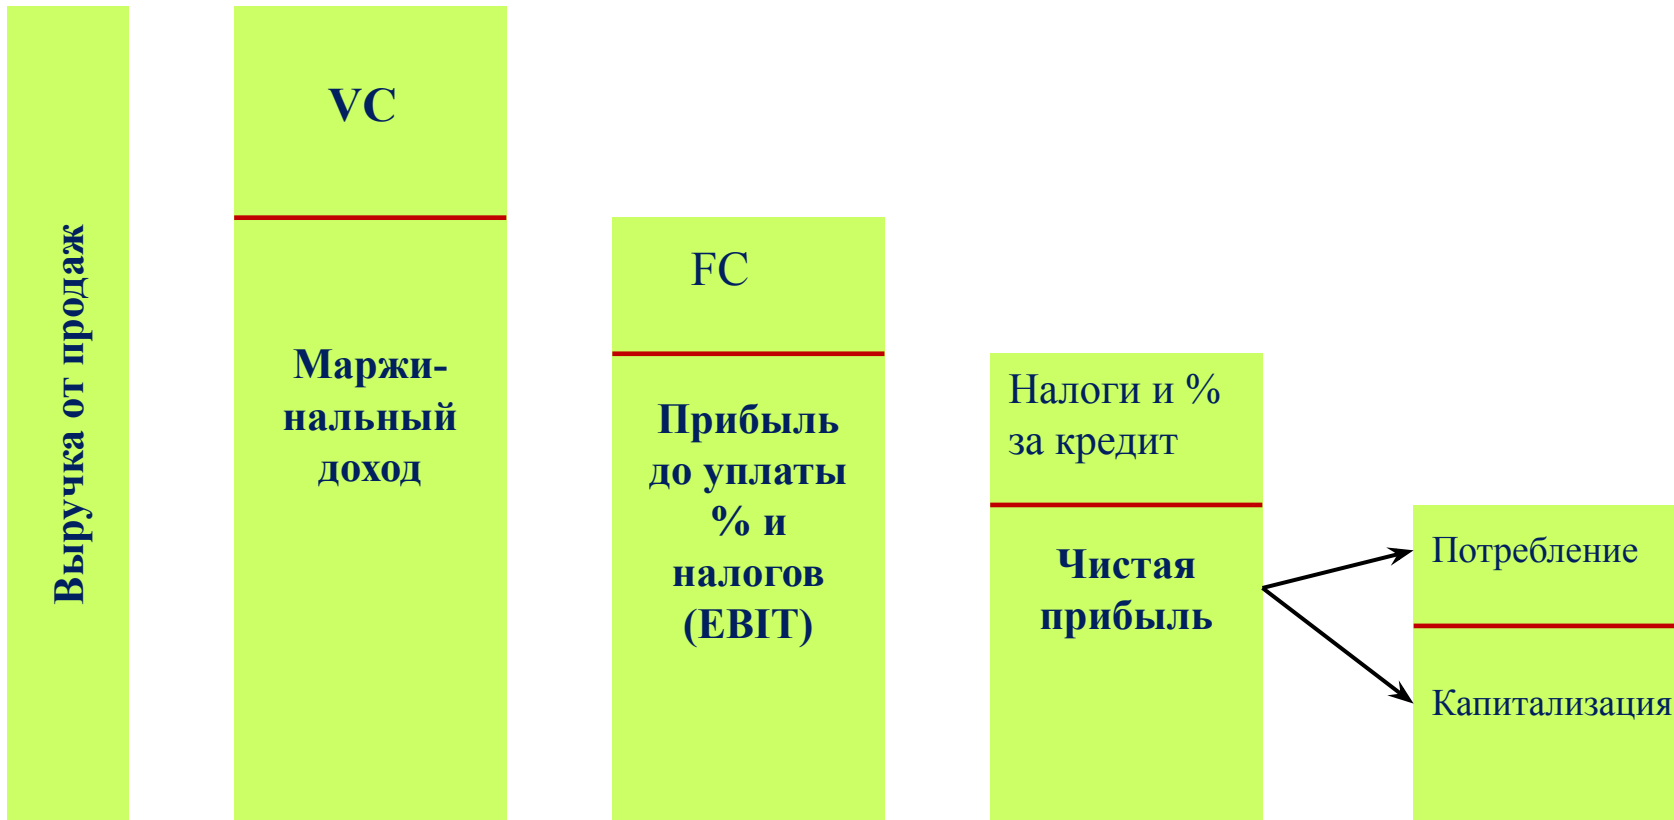 Выручка от продаж
VC
Маржи-
нальный
доход
FC
Прибыль
до уплаты
% и
налогов
(EBIT)
Налоги и %
за кредит
Чистая
прибыль
Потребление
Капитализация